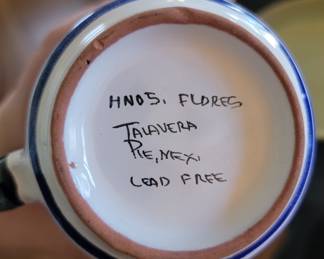 HNOS. FLORES
TALAVERA
PUE, MEX.
LEAD FREE